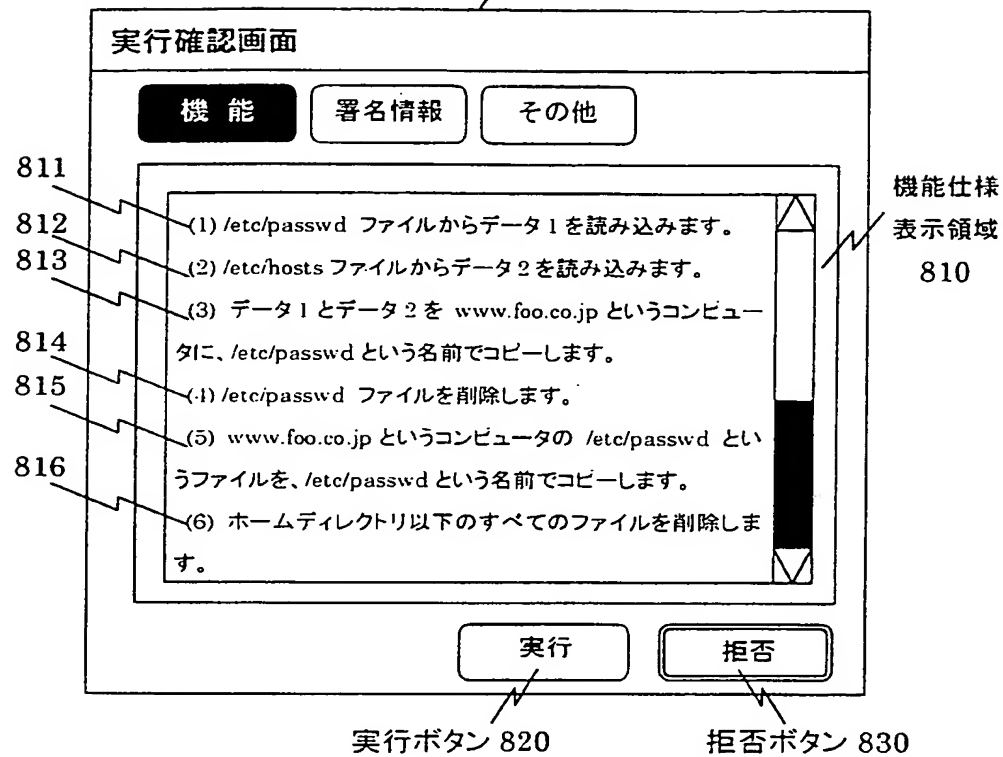 実行確認画面
機 能
署名情報
その他
811
812
813
814
815
816
(1) /etc/passwd ファイルからデータ1を読み込みます。
(2) /etc/hosts ファイルからデータ2を読み込みます。
(3) データ1とデータ2を www.foo.co.jp というコンピュー
タに、/etc/passwd という名前でコピーします。
(4) /etc/passwd ファイルを削除します。
(5) www.foo.co.jp というコンピュータの /etc/passwd とい
うファイルを、/etc/passwd という名前でコピーします。
(6) ホームディレクトリ以下のすべてのファイルを削除しま
す。
機能仕様
表示領域
810
実行
拒否
実行ボタン 820
拒否ボタン 830